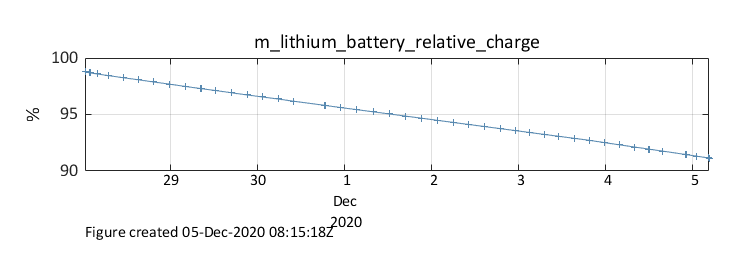 m_lithium_battery_relative_charge
100
95
90
%
29 30 1 2 3 4 5
Dec
2020
Figure created 05-Dec-2020 08:15:18Z